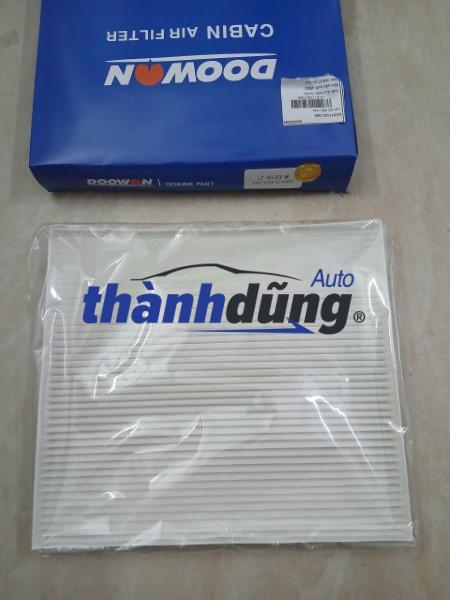 CABIN AIR FILTER
DOOWON
DOOWON GENUINE PART
Auto
thànhdũng®